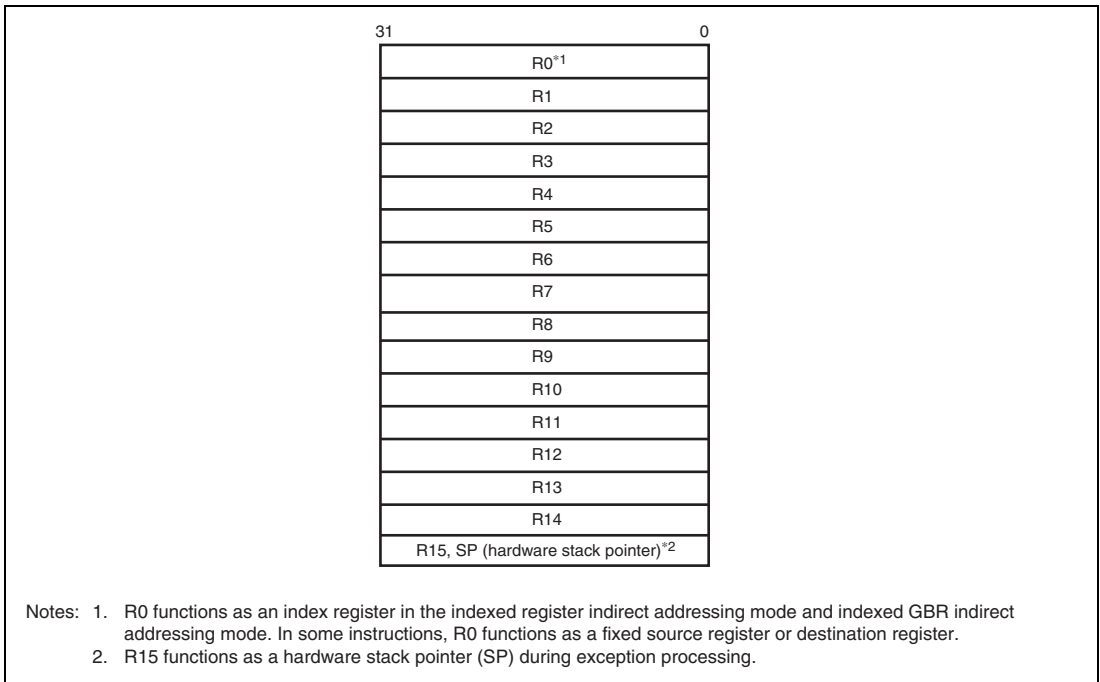 31 0
R0*1
R1
R2
R3
R4
R5
R6
R7
R8
R9
R10
R11
R12
R13
R14
R15, SP (hardware stack pointer)*2
Notes: 1. R0 functions as an index register in the indexed register indirect addressing mode and indexed GBR indirect
addressing mode. In some instructions, R0 functions as a fixed source register or destination register.
2. R15 functions as a hardware stack pointer (SP) during exception processing.